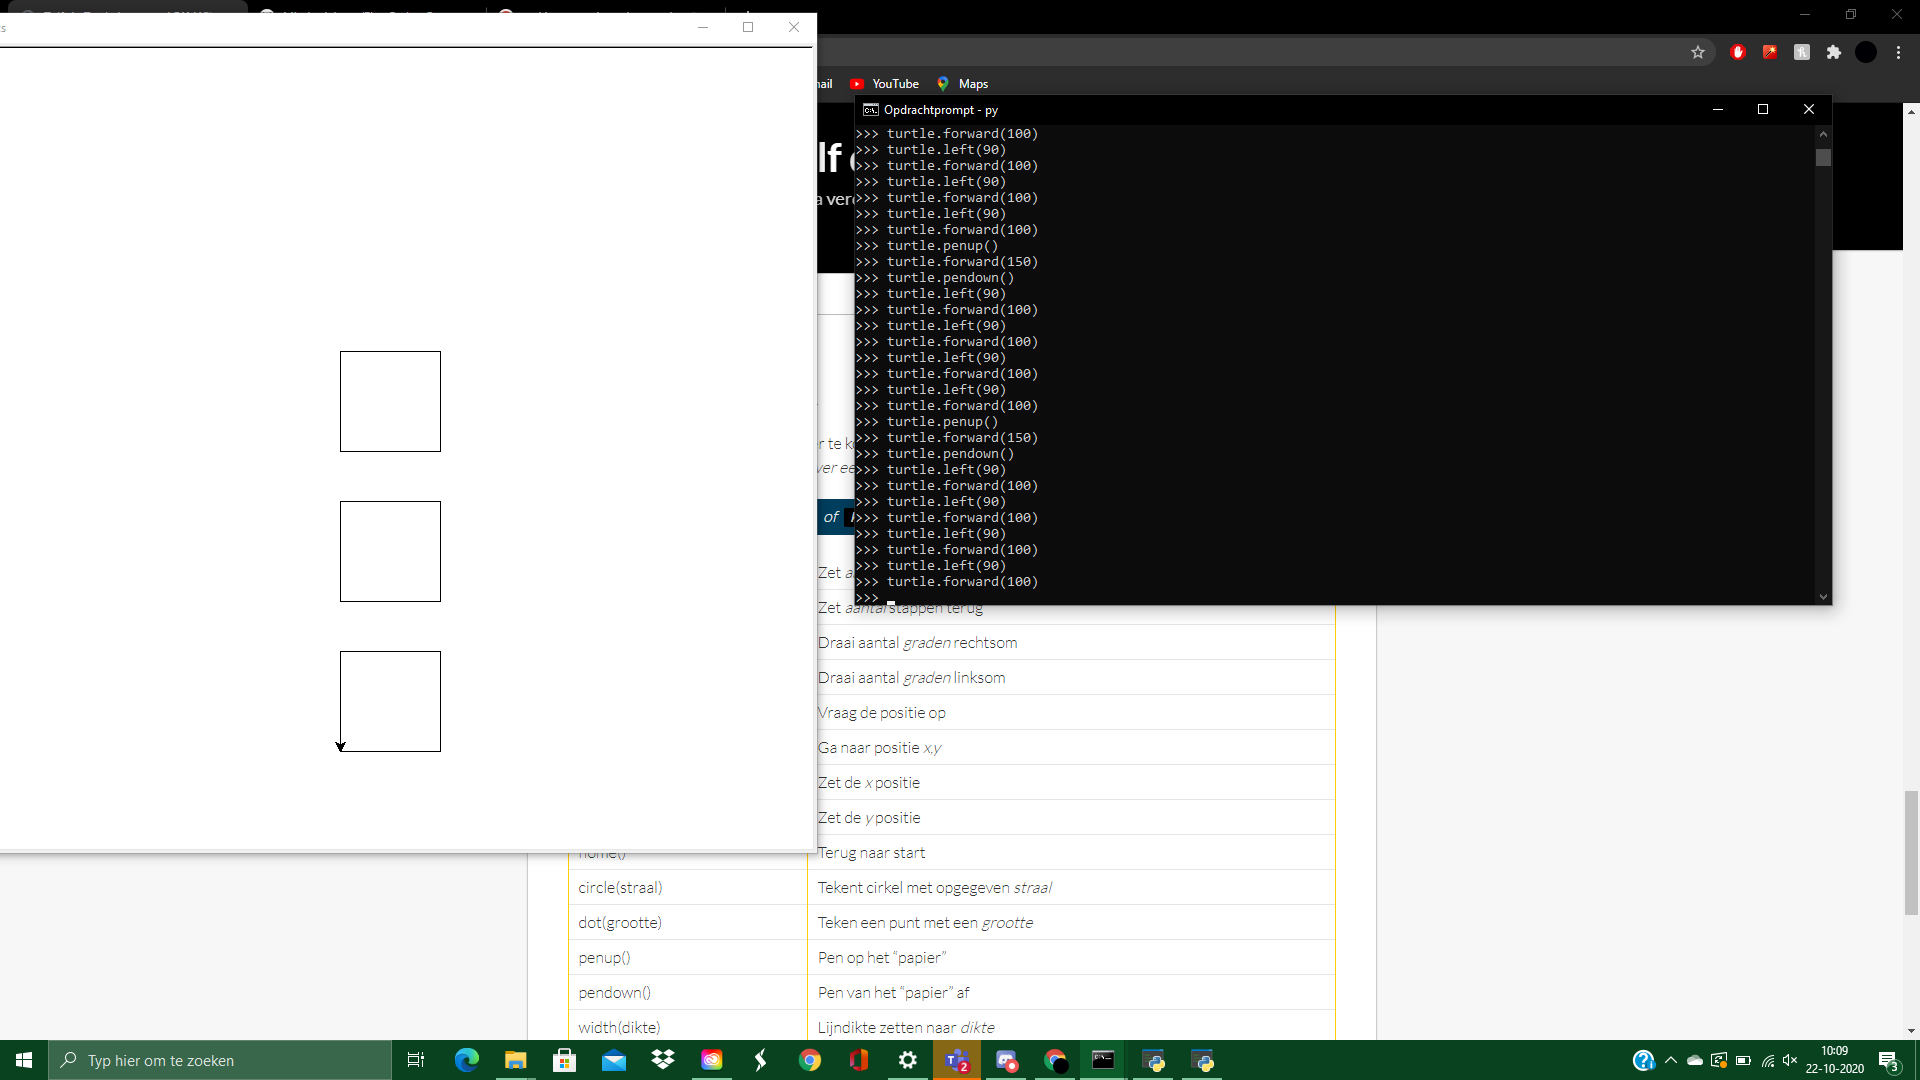 YouTube
Maps
Opdrachtprompt - py
>>> turtle.forward(100)
>>> turtle.left(90)
>>> turtle.forward(100)
>>> turtle.left(90)
>>> turtle.forward(100)
>>> turtle.left(90)
>>> turtle.forward(100)
>>> turtle.penup()
>>> turtle.forward(150)
>>> turtle.pendown()
>>> turtle.left(90)
>>> turtle.forward(100)
>>> turtle.left(90)
>>> turtle.forward(100)
>>> turtle.left(90)
>>> turtle.forward(100)
>>> turtle.left(90)
>>> turtle.forward(100)
>>> turtle.penup()
>>> turtle.forward(150)
>>> turtle.pendown()
>>> turtle.left(90)
>>> turtle.forward(100)
>>> turtle.left(90)
>>> turtle.forward(100)
>>> turtle.left(90)
>>> turtle.forward(100)
>>> turtle.left(90)
>>> turtle.forward(100)
>>>
of
Zet
Zet aantal stappen terug
Draai aantal graden rechtsom
Draai aantal graden linksom
Vraag de positie op
Ga naar positie x,y
Zet de x positie
Zet de y positie
home() Terug naar start
circle(straal) Tekent cirkel met opgegeven straal
dot(grootte) Teken een punt met een grootte
penup() Pen op het “papier”
pendown() Pen van het “papier” af
width(dikte) Lijndikte zetten naar dikte
Typ hier om te zoeken
2
10:09
22-10-2020
3